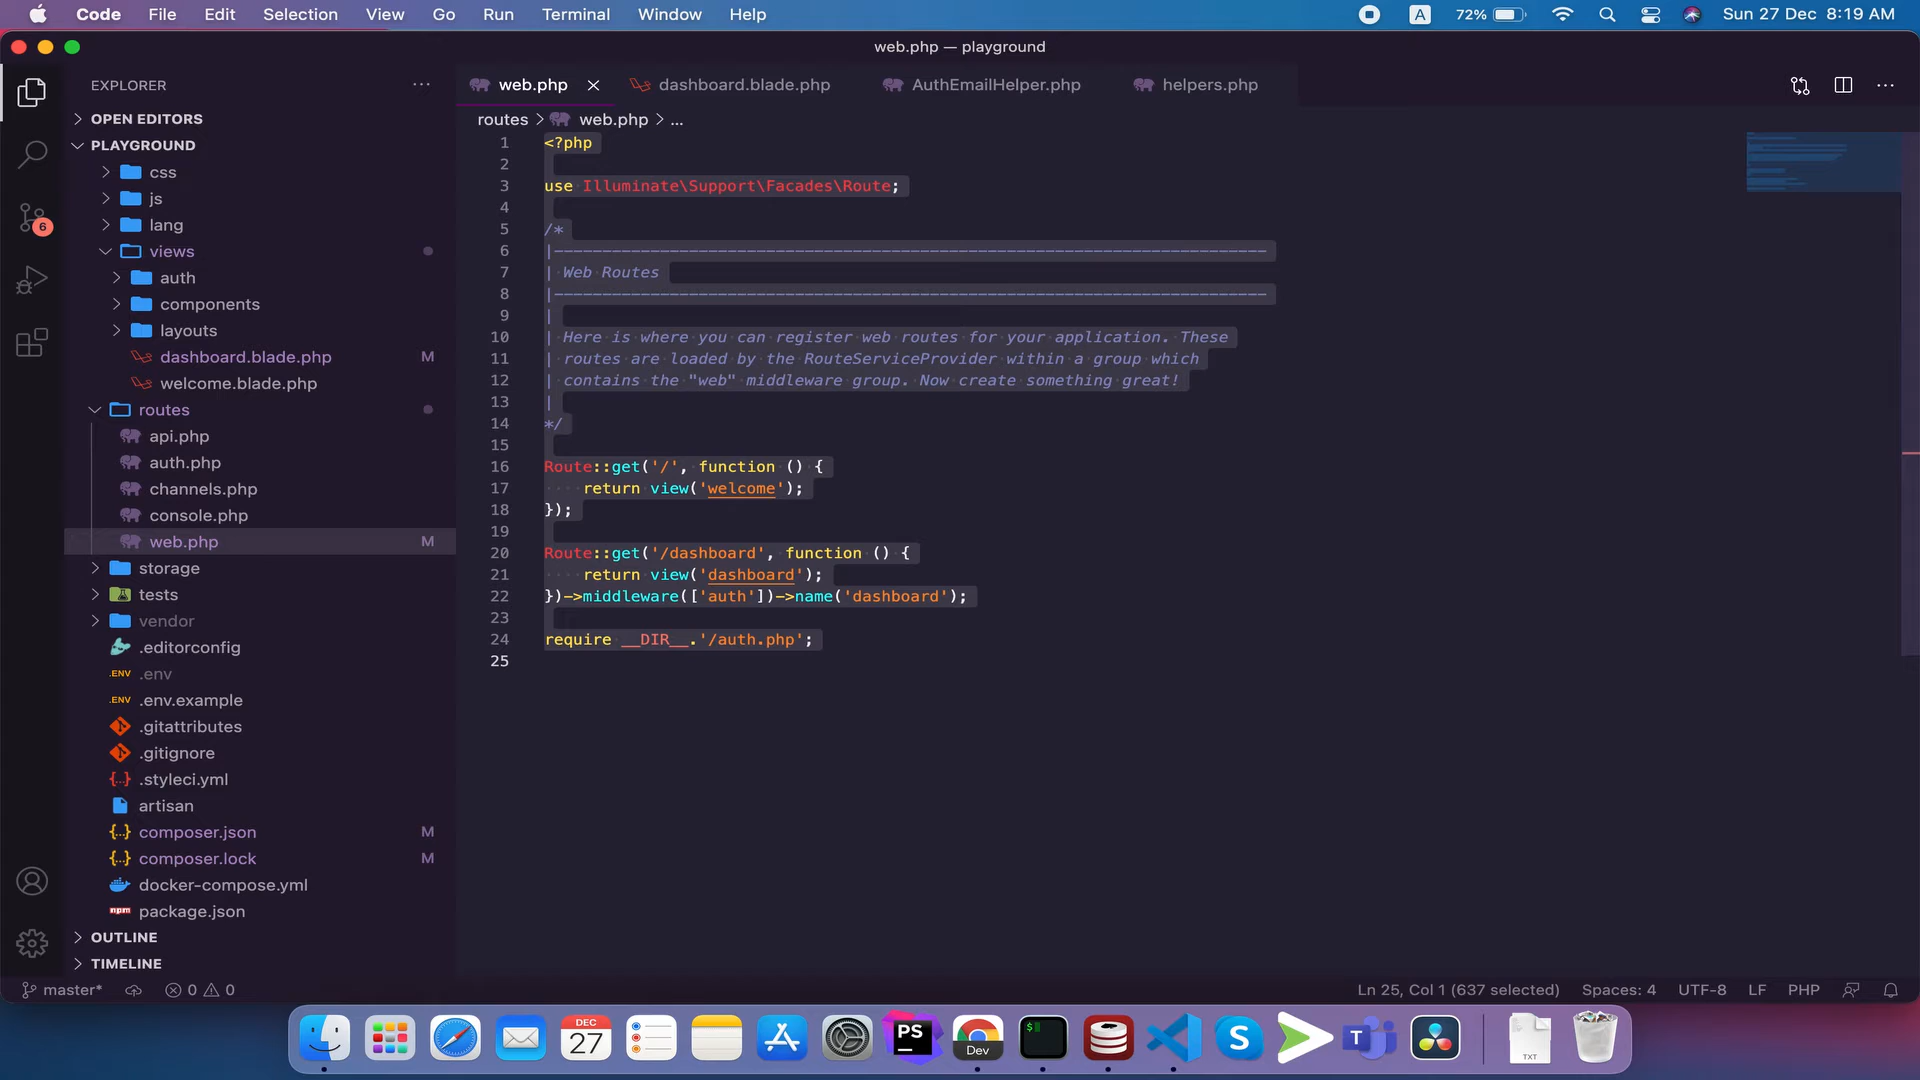 Code File Edit Selection View Go Run Terminal Window Help
A 72% Sun 27 Dec 8:19 AM
web.php — playground
EXPLORER ...
OPEN EDITORS
PLAYGROUND
css
js
lang
views
auth
components
layouts
dashboard.blade.php M
welcome.blade.php
routes
api.php
auth.php
channels.php
console.php
web.php M
storage
tests
vendor
.editorconfig
.ENV .env
.ENV .env.example
.gitattributes
.gitignore
{..} .styleci.yml
artisan
{..} composer.json M
{..} composer.lock M
docker-compose.yml
npm package.json
OUTLINE
TIMELINE
6
web.php dashboard.blade.php AuthEmailHelper.php helpers.php ...
routes > web.php > ...
1 <?php
2
3 use Illuminate\Support\Facades\Route;
4
5 /*
6 |--------------------------------------------------------------------------
7 | Web Routes
8 |--------------------------------------------------------------------------
9 |
10 | Here is where you can register web routes for your application. These
11 | routes are loaded by the RouteServiceProvider within a group which
12 | contains the "web" middleware group. Now create something great!
13 |
14 */
15
16 Route::get('/', function () {
17     return view('welcome');
18 });
19
20 Route::get('/dashboard', function () {
21     return view('dashboard');
22 })->middleware(['auth'])->name('dashboard');
23
24 require __DIR__.'/auth.php';
25
master* 0 0 Ln 25, Col 1 (637 selected) Spaces: 4 UTF-8 LF PHP
DEC
27
PS
Dev
$
S
T
TXT